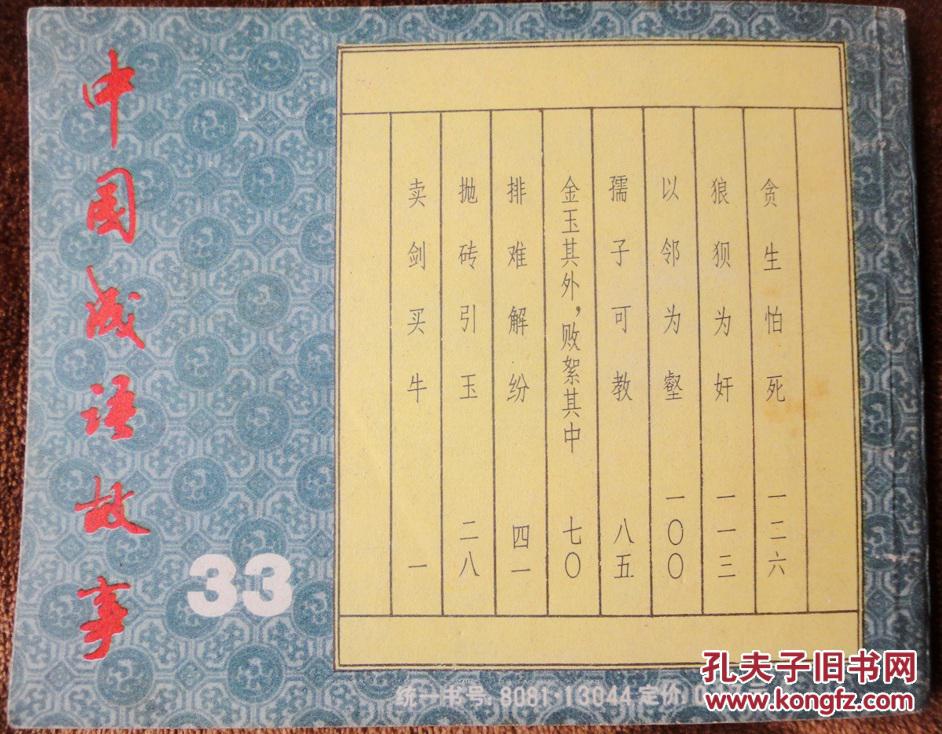 中国成语故事
33
卖剑买牛 一
抛砖引玉 二八
排难解纷 四一
金玉其外，败絮其中 七〇
孺子可教 八五
以邻为壑 一〇〇
狼狈为奸 一一三
贪生怕死 一二六
统一书号. 8081·13044 定价
孔夫子旧书网
www.kongfz.com